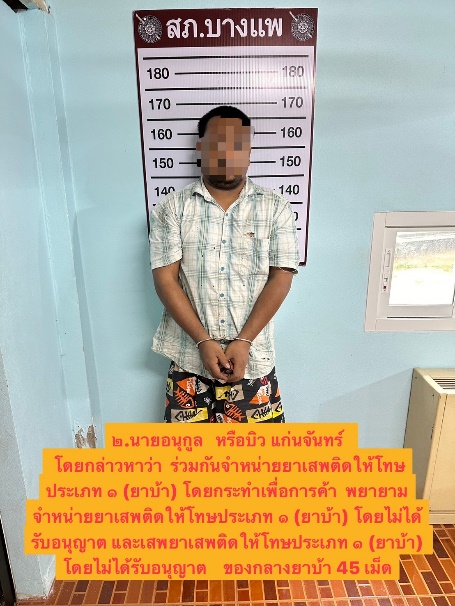 สภ.บางแพ
180 180
170 170
160 160
150 150
140 140
๒.นายอนุกูล หรือบิว แก่นจันทร์
โดยกล่าวหาว่า ร่วมกันจำหน่ายยาเสพติดให้โทษ
ประเภท ๑ (ยาบ้า) โดยกระทำเพื่อการค้า พยายาม
จำหน่ายยาเสพติดให้โทษประเภท ๑ (ยาบ้า) โดยไม่ได้
รับอนุญาต และเสพยาเสพติดให้โทษประเภท ๑ (ยาบ้า)
โดยไม่ได้รับอนุญาต ของกลางยาบ้า 45 เม็ด